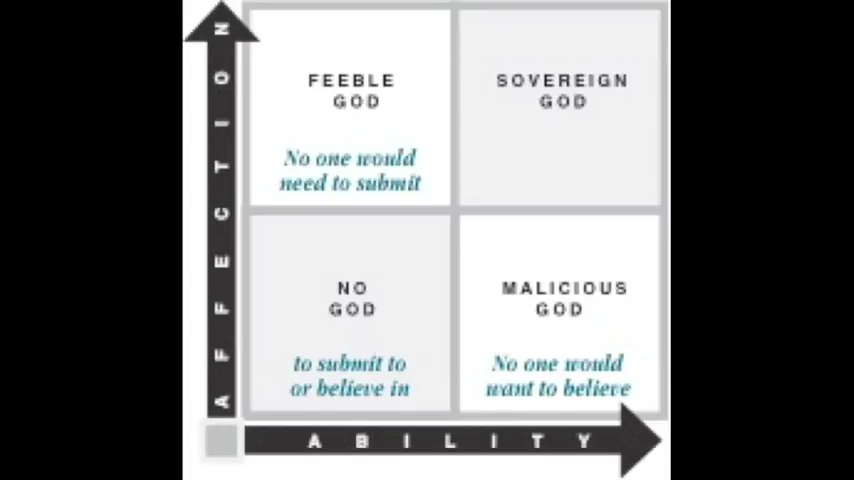 FEEBLE
GOD
No one would
need to submit
SOVEREIGN
GOD
NO
GOD
to submit to
or believe in
MALICIOUS
GOD
No one would
want to believe
AFFECTION
ABILITY